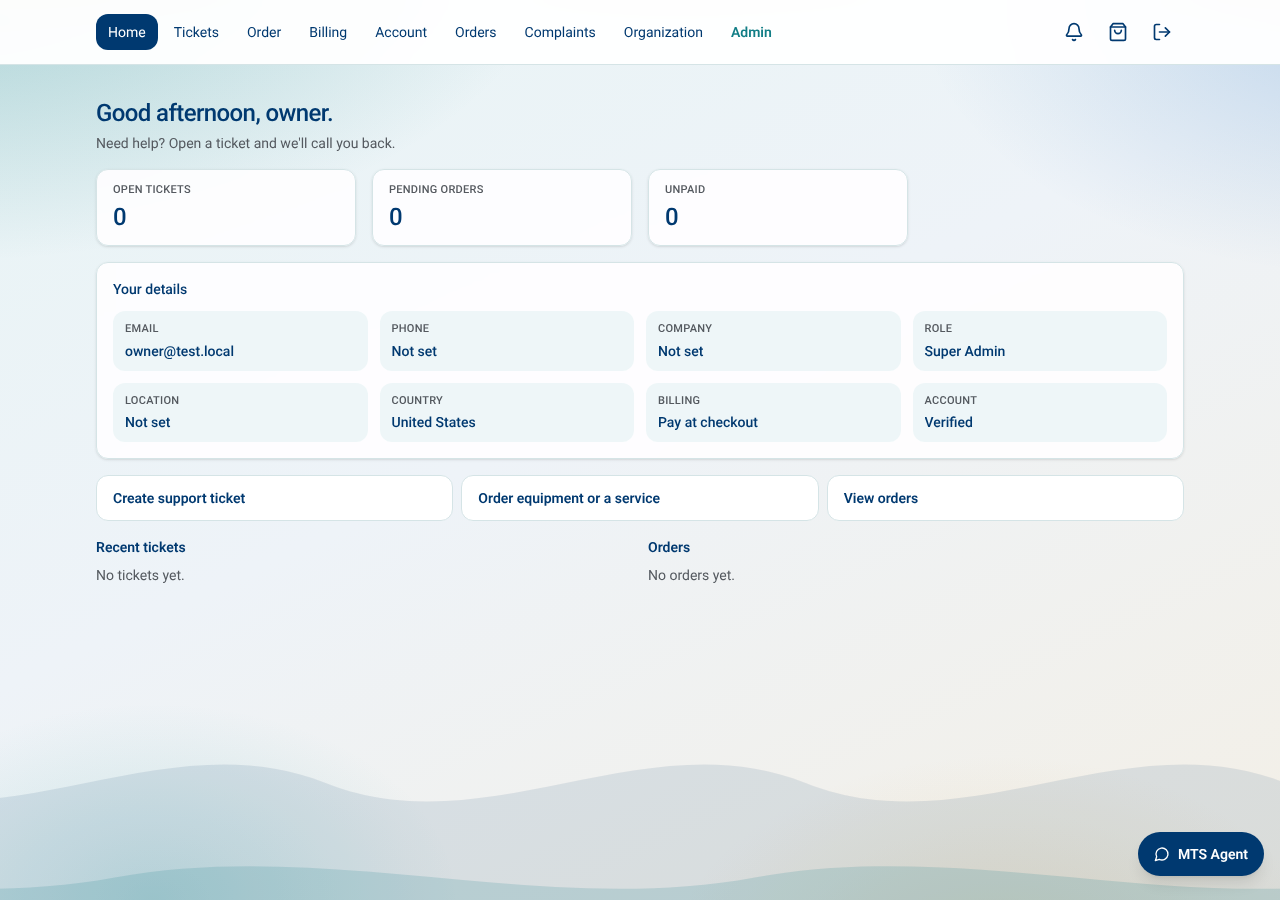 Home Tickets Order Billing Account Orders Complaints Organization Admin
Good afternoon, owner.
Need help? Open a ticket and we'll call you back.
OPEN TICKETS PENDING ORDERS UNPAID
0 0 0
Your details
EMAIL PHONE COMPANY ROLE
owner@test.local Not set Not set Super Admin
LOCATION COUNTRY BILLING ACCOUNT
Not set United States Pay at checkout Verified
Create support ticket Order equipment or a service View orders
Recent tickets Orders
No tickets yet. No orders yet.
MTS Agent